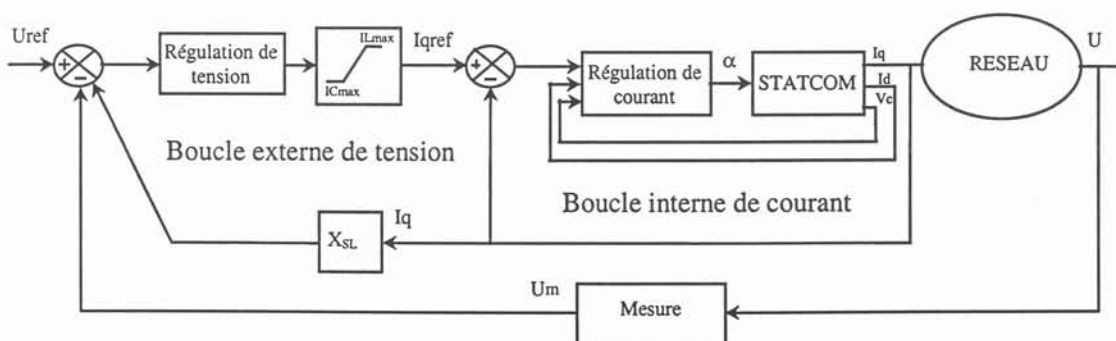 Uref
+
−
Régulation de
tension
ILmax
ICmax
Iqref
+
−
Régulation de
courant
α
STATCOM
Iq
Id
Vc
RESEAU
U
Boucle externe de tension
Boucle interne de courant
XSL
Iq
Um
Mesure